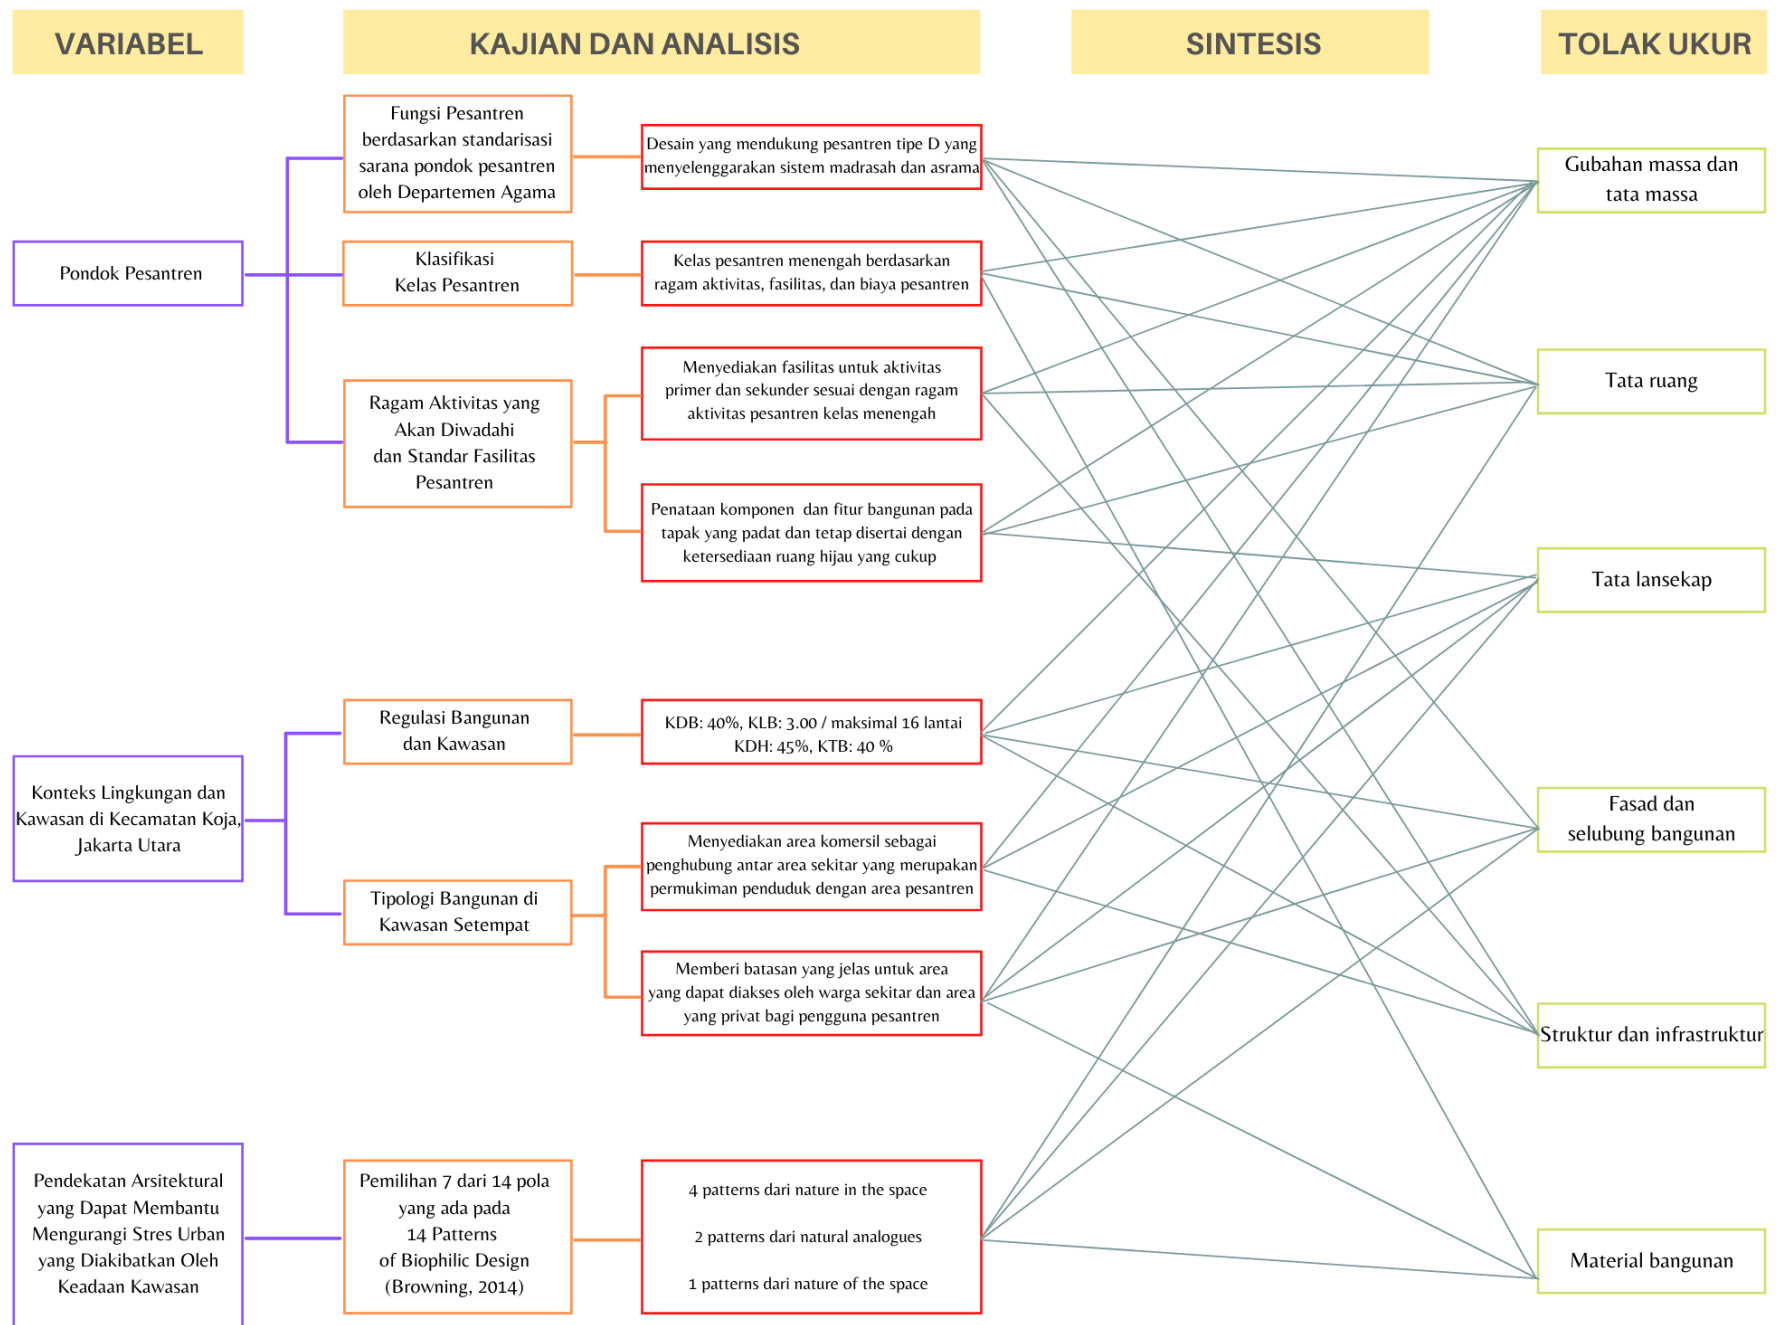 VARIABEL
KAJIAN DAN ANALISIS
SINTESIS
TOLAK UKUR
Pondok Pesantren
Fungsi Pesantren
berdasarkan standarisasi
sarana pondok pesantren
oleh Departemen Agama
Desain yang mendukung pesantren tipe D yang
menyelenggarakan sistem madrasah dan asrama
Klasifikasi
Kelas Pesantren
Kelas pesantren menengah berdasarkan
ragam aktivitas, fasilitas, dan biaya pesantren
Ragam Aktivitas yang
Akan Diwadahi
dan Standar Fasilitas
Pesantren
Menyediakan fasilitas untuk aktivitas
primer dan sekunder sesuai dengan ragam
aktivitas pesantren kelas menengah
Penataan komponen dan fitur bangunan pada
tapak yang padat dan tetap disertai dengan
ketersediaan ruang hijau yang cukup
Konteks Lingkungan dan
Kawasan di Kecamatan Koja,
Jakarta Utara
Regulasi Bangunan
dan Kawasan
KDB: 40%, KLB: 3.00 / maksimal 16 lantai
KDH: 45%, KTB: 40 %
Tipologi Bangunan di
Kawasan Setempat
Menyediakan area komersil sebagai
penghubung antar area sekitar yang merupakan
permukiman penduduk dengan area pesantren
Memberi batasan yang jelas untuk area
yang dapat diakses oleh warga sekitar dan area
yang privat bagi pengguna pesantren
Pendekatan Arsitektural
yang Dapat Membantu
Mengurangi Stres Urban
yang Diakibatkan Oleh
Keadaan Kawasan
Pemilihan 7 dari 14 pola
yang ada pada
14 Patterns
of Biophilic Design
(Browning, 2014)
4 patterns dari nature in the space
2 patterns dari natural analogues
1 patterns dari nature of the space
Gubahan massa dan
tata massa
Tata ruang
Tata lansekap
Fasad dan
selubung bangunan
Struktur dan infrastruktur
Material bangunan